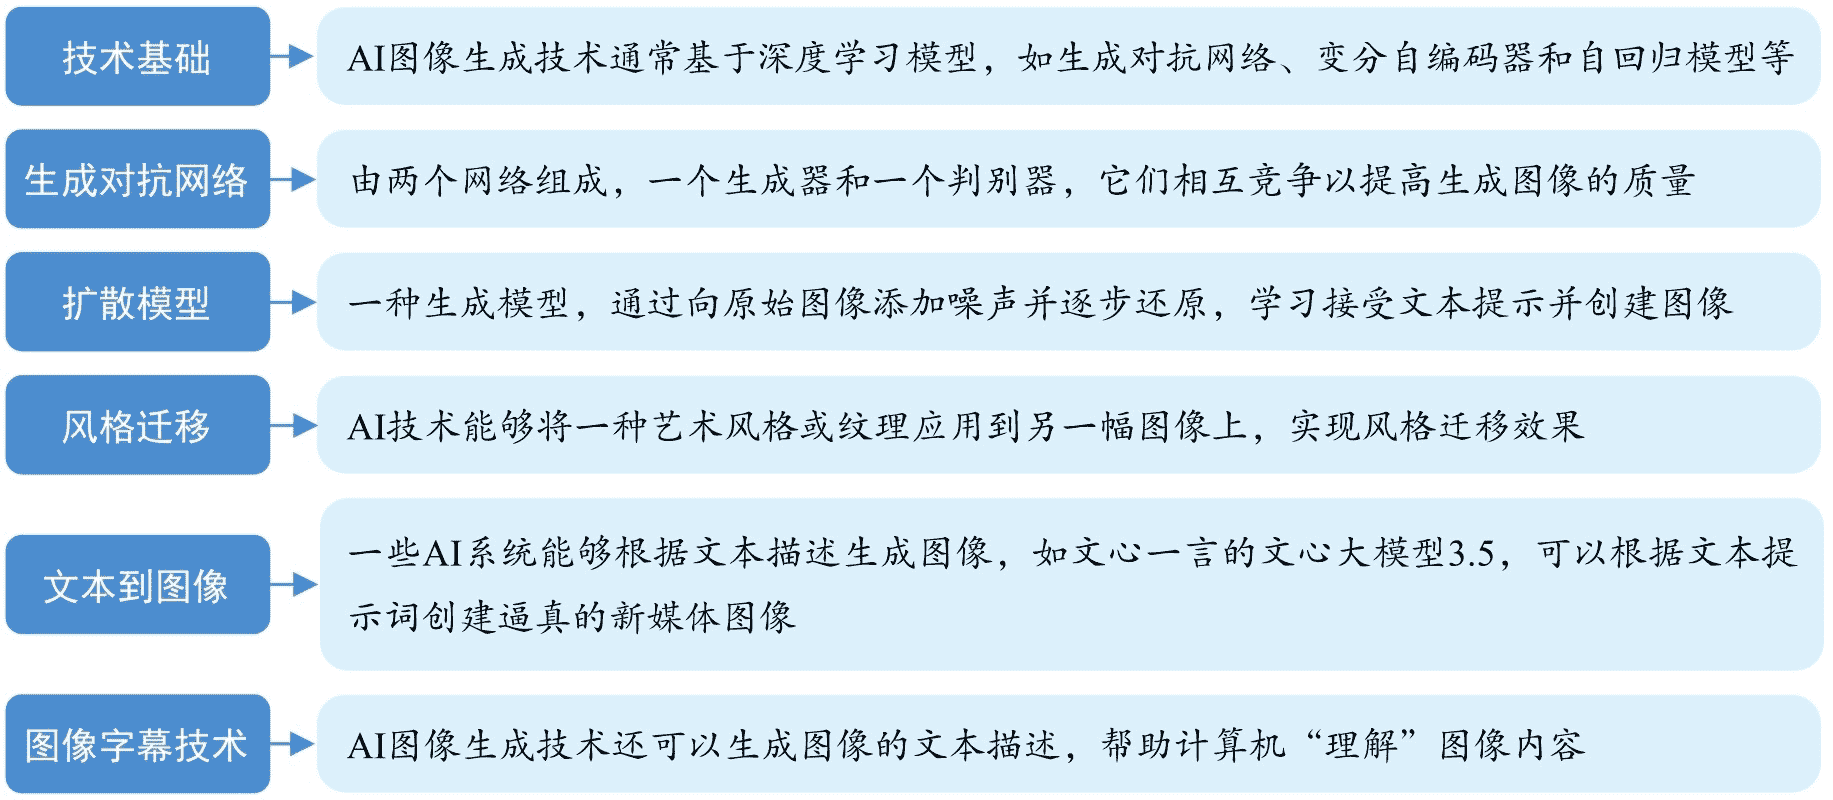 技术基础
AI图像生成技术通常基于深度学习模型，如生成对抗网络、变分自编码器和自回归模型等
生成对抗网络
由两个网络组成，一个生成器和一个判别器，它们相互竞争以提高生成图像的质量
扩散模型
一种生成模型，通过向原始图像添加噪声并逐步还原，学习接受文本提示并创建图像
风格迁移
AI技术能够将一种艺术风格或纹理应用到另一幅图像上，实现风格迁移效果
文本到图像
一些AI系统能够根据文本描述生成图像，如文心一言的文心大模型3.5，可以根据文本提
示词创建逼真的新媒体图像
图像字幕技术
AI图像生成技术还可以生成图像的文本描述，帮助计算机“理解”图像内容